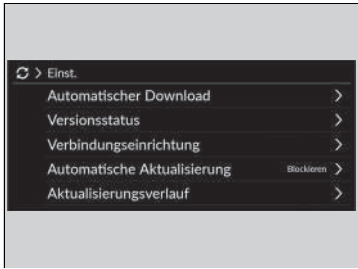 > Einst.
Automatischer Download >
Versionsstatus >
Verbindungseinrichtung >
Automatische Aktualisierung Blockieren >
Aktualisierungsverlauf >